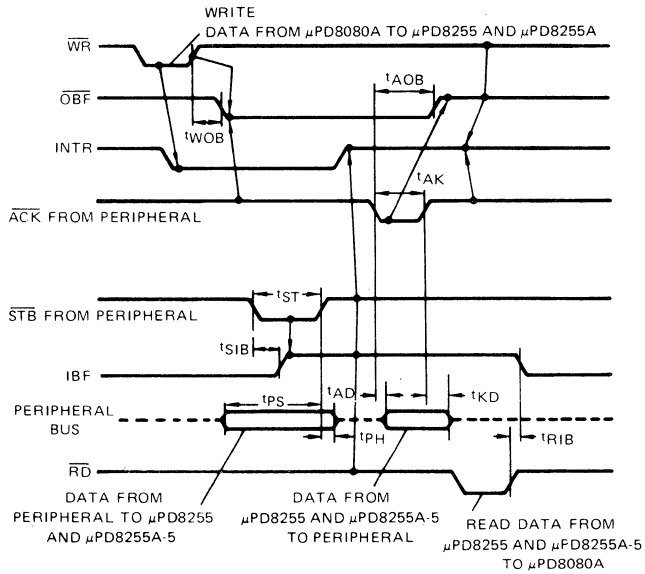 WRITE
DATA FROM μPD8080A TO μPD8255 AND μPD8255A
WR
tAOB
OBF
tWOB
INTR
tAK
ACK FROM PERIPHERAL
tST
STB FROM PERIPHERAL
tSIB
IBF
tAD
tKD
tPS
PERIPHERAL
BUS
tPH
tRIB
RD
DATA FROM
PERIPHERAL TO μPD8255
AND μPD8255A-5
DATA FROM
μPD8255 AND μPD8255A-5
TO PERIPHERAL
READ DATA FROM
μPD8255 AND μPD8255A-5
TO μPD8080A